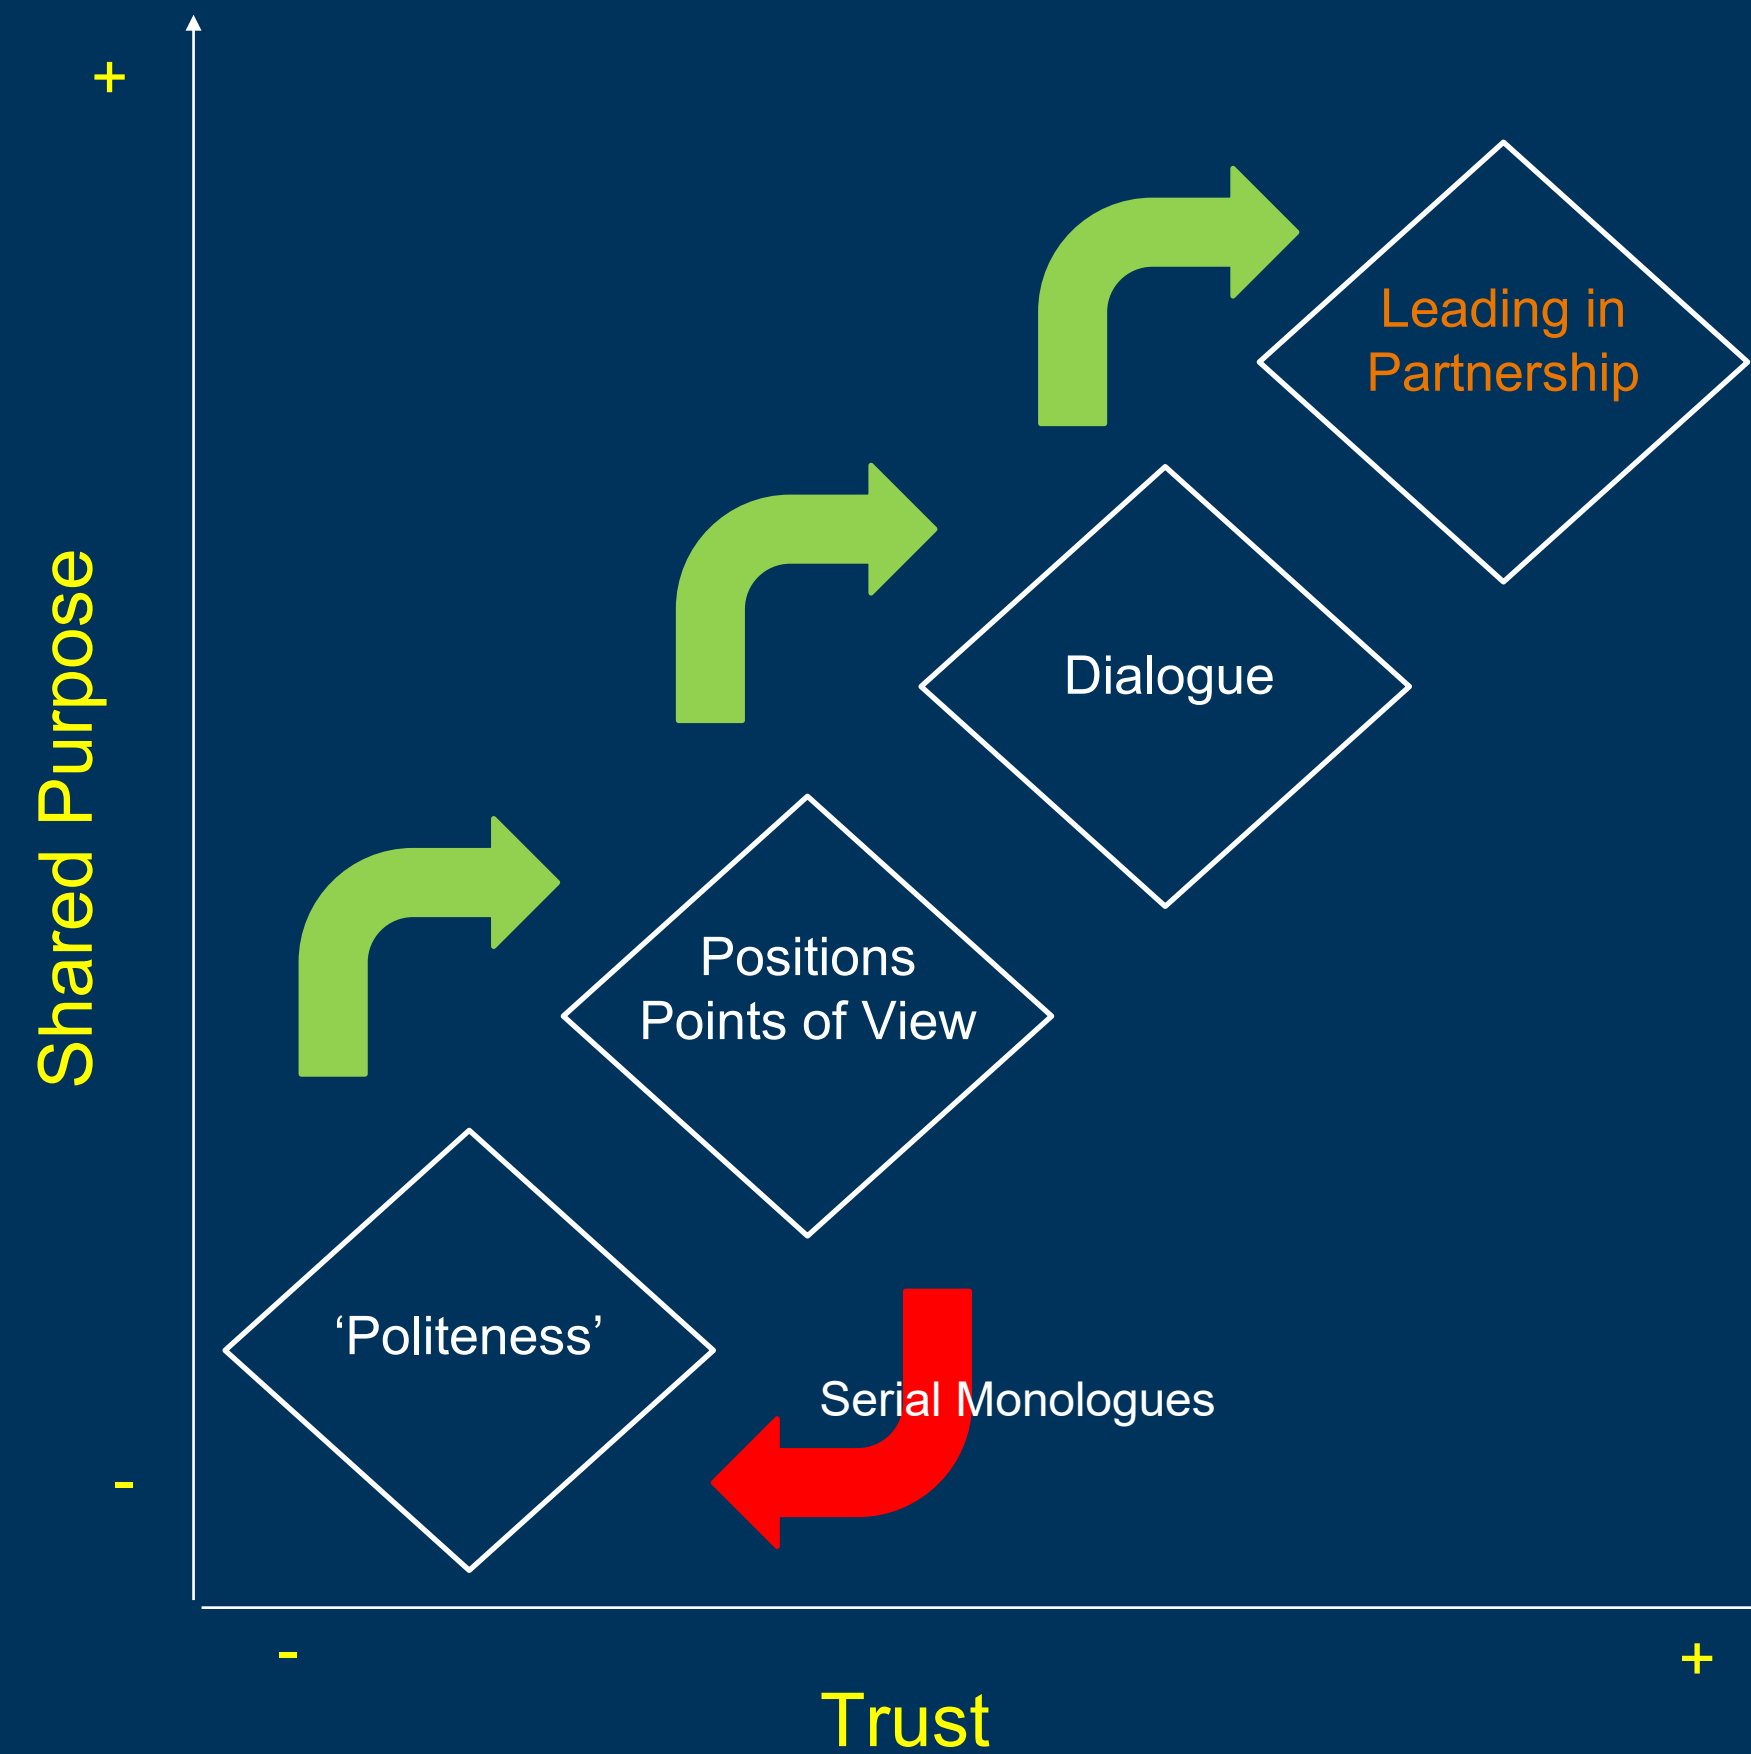 +
Leading in
Partnership
Dialogue
Shared Purpose
Positions
Points of View
‘Politeness’
Serial Monologues
-
-
+
Trust